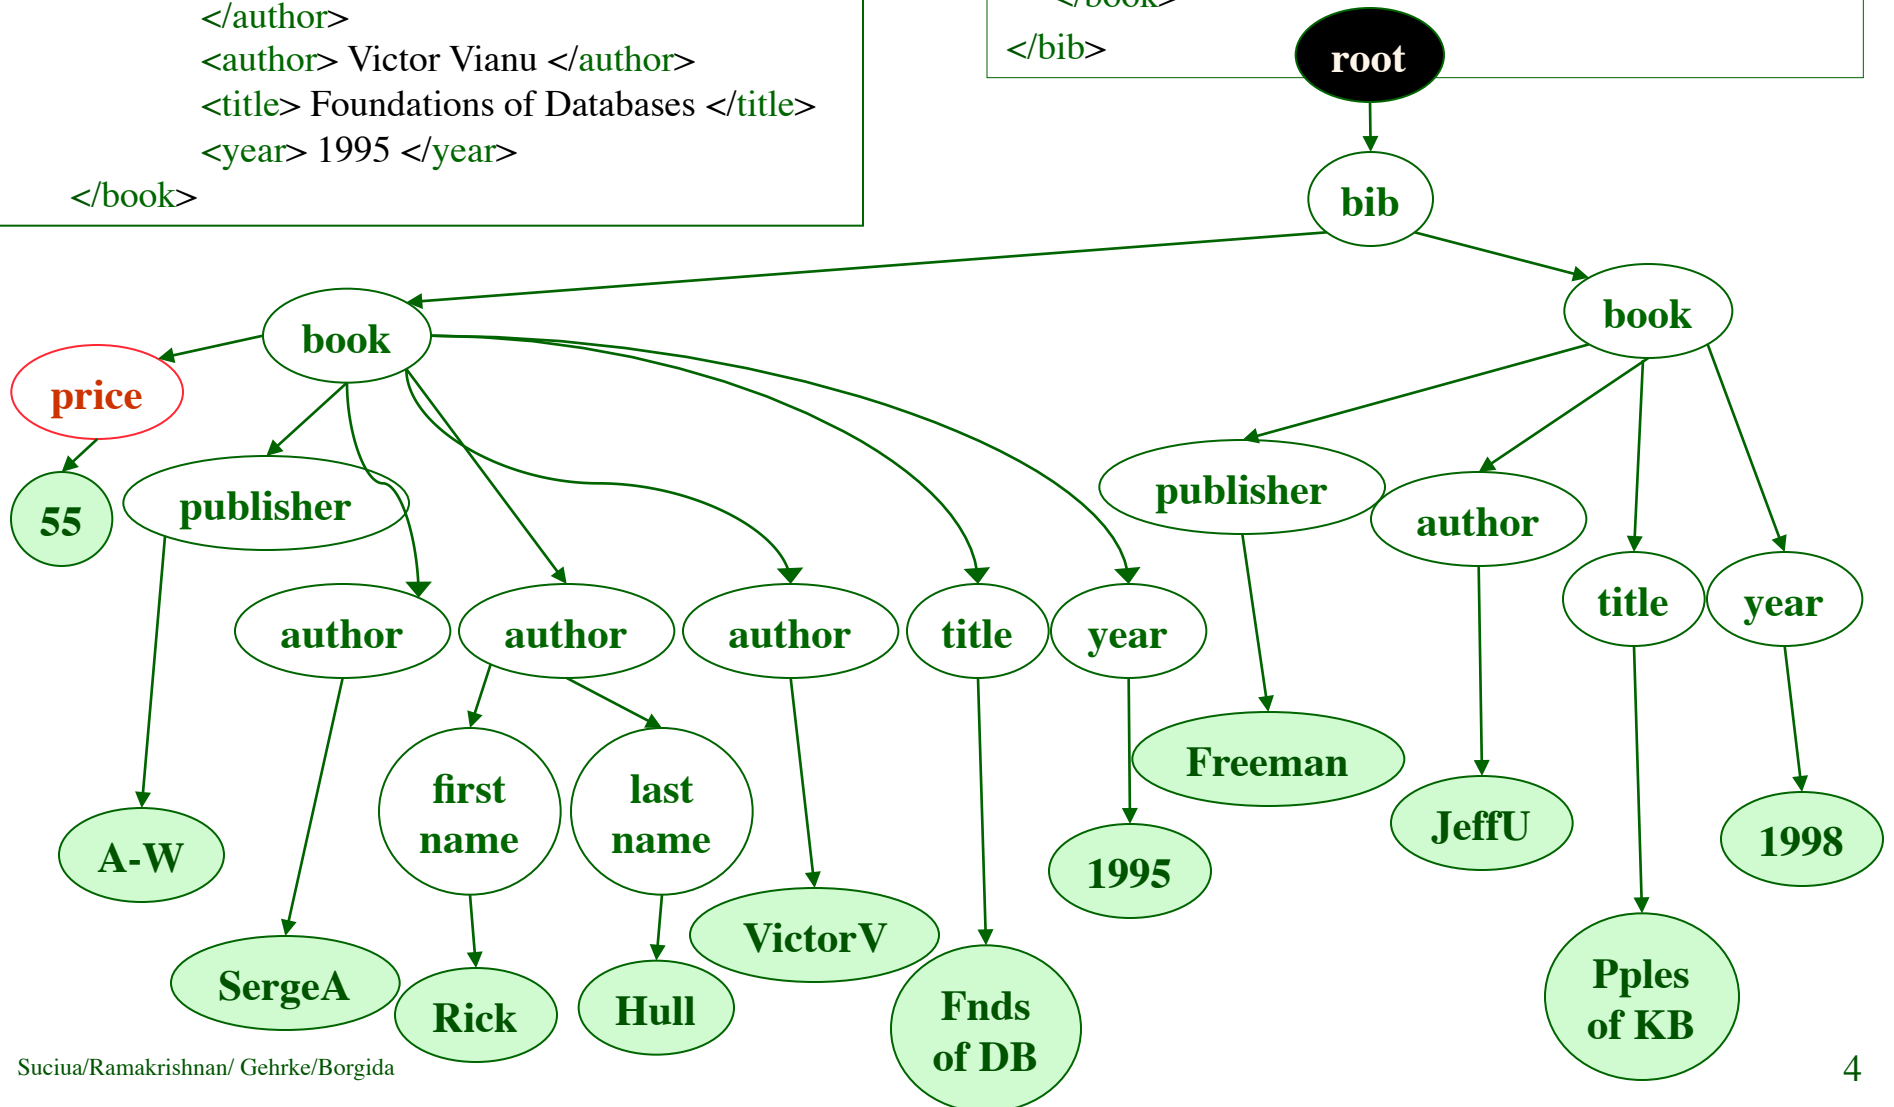 </author>
<author> Victor Vianu </author>
<title> Foundations of Databases </title>
<year> 1995 </year>
</book>
</book>
</bib>
root
bib
book
book
price
publisher
55
publisher
author
author
author
author
title
year
title
year
first
name
last
name
Freeman
JeffU
1998
A-W
1995
VictorV
SergeA
Rick
Hull
Fnds
of DB
Pples
of KB
Suciua/Ramakrishnan/ Gehrke/Borgida
4